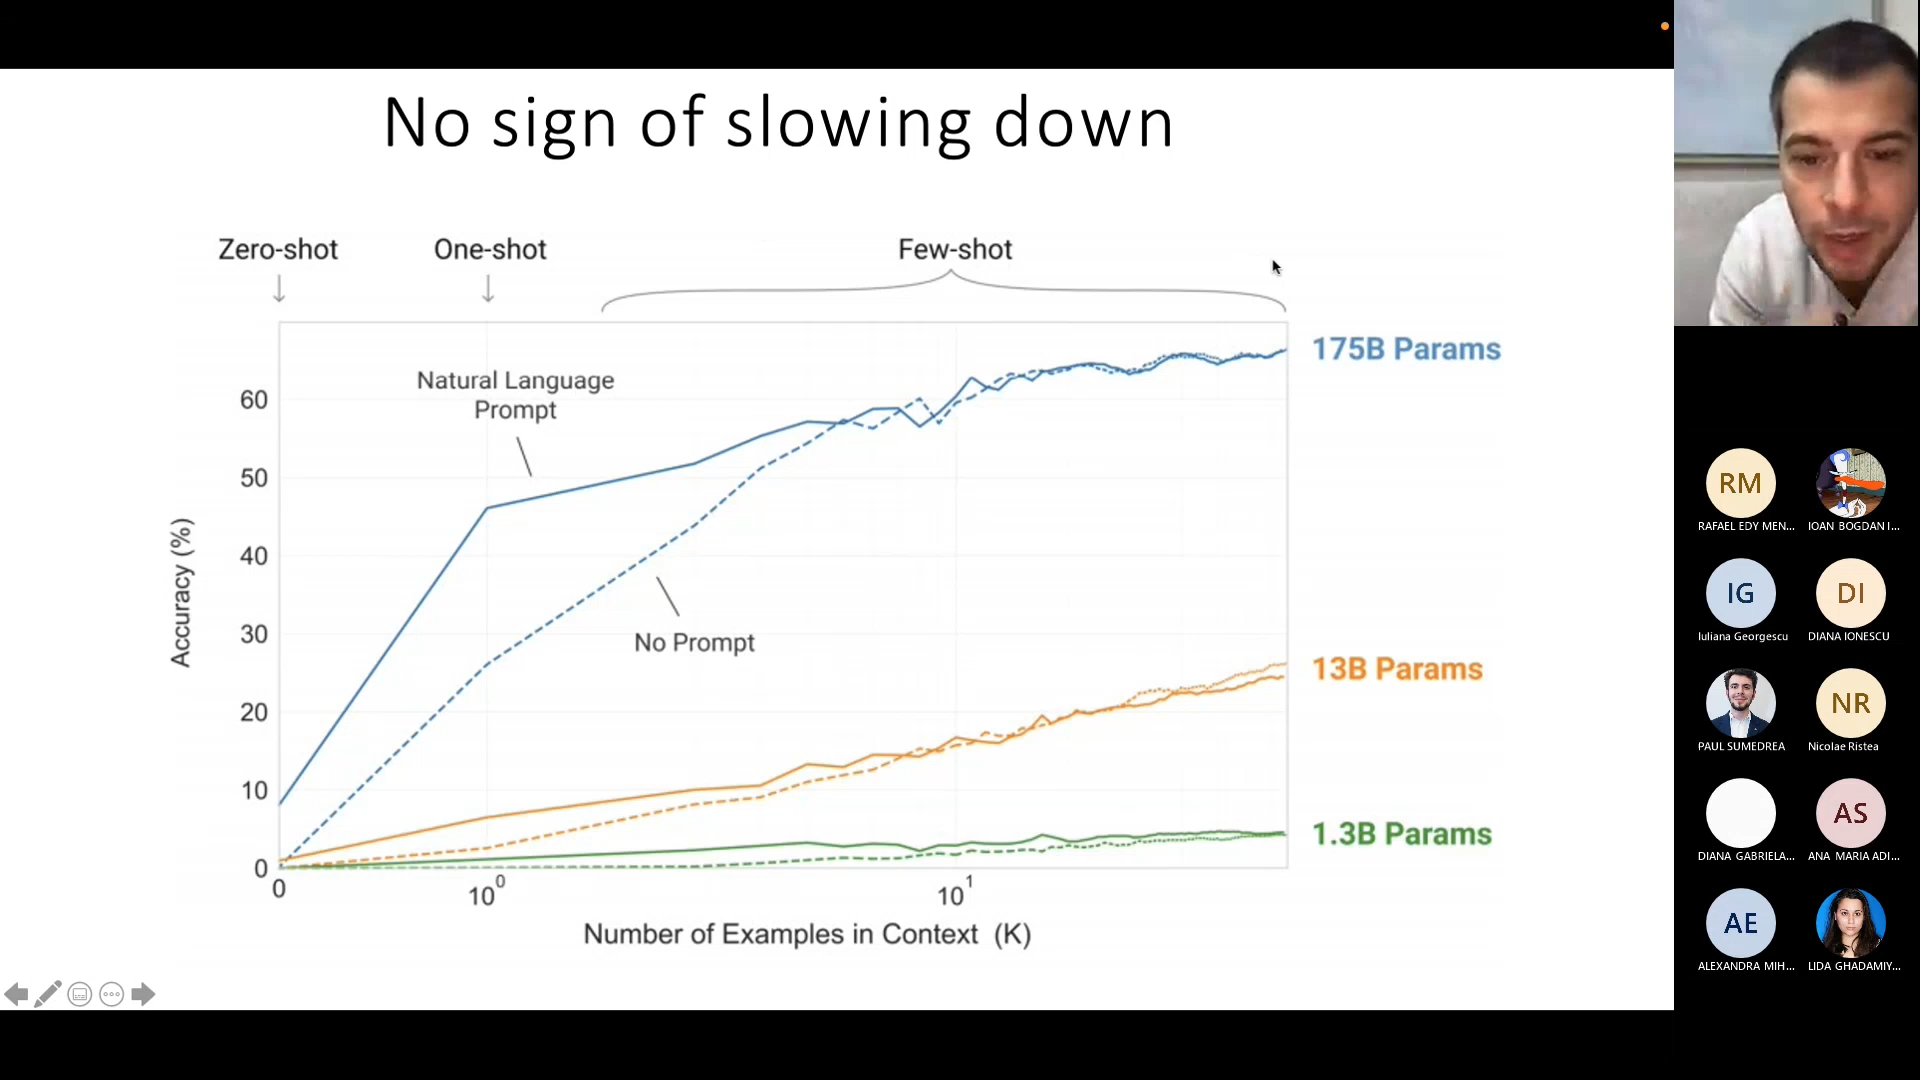 No sign of slowing down
Zero-shot
One-shot
Few-shot
Natural Language
Prompt
No Prompt
175B Params
13B Params
1.3B Params
Accuracy (%)
60
50
40
30
20
10
0
0
10^0
10^1
Number of Examples in Context (K)
RM
RAFAEL EDY MEN...
IOAN BOGDAN I...
IG
Iuliana Georgescu
DI
DIANA IONESCU
PAUL SUMEDREA
NR
Nicolae Ristea
DIANA GABRIELA...
AS
ANA MARIA ADI...
AE
ALEXANDRA MIH...
LIDA GHADAMIY...